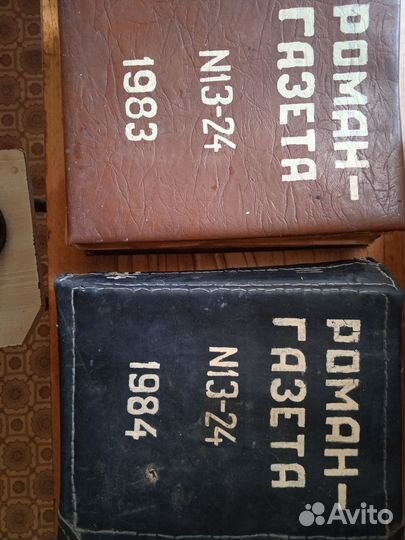 РОМАН-
ГАЗЕТА
N13-24
1983
РОМАН-
ГАЗЕТА
N13-24
1984
Avito